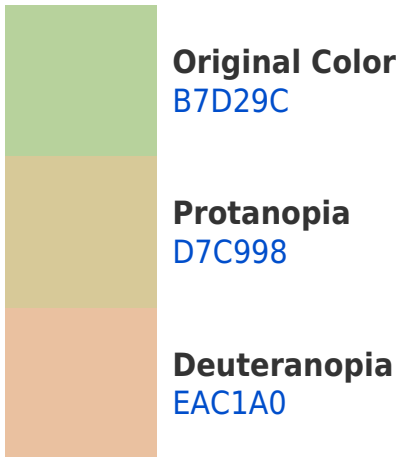 Original Color
B7D29C
Protanopia
D7C998
Deuteranopia
EAC1A0